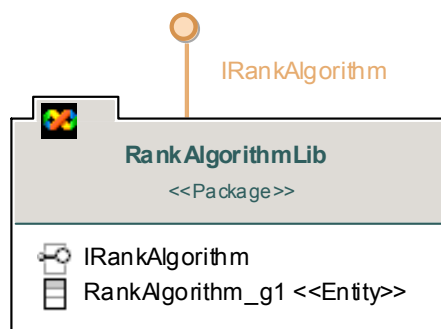 IRankAlgorithm
RankAlgorithmLib
<<Package>>
IRankAlgorithm
RankAlgorithm_g1 <<Entity>>